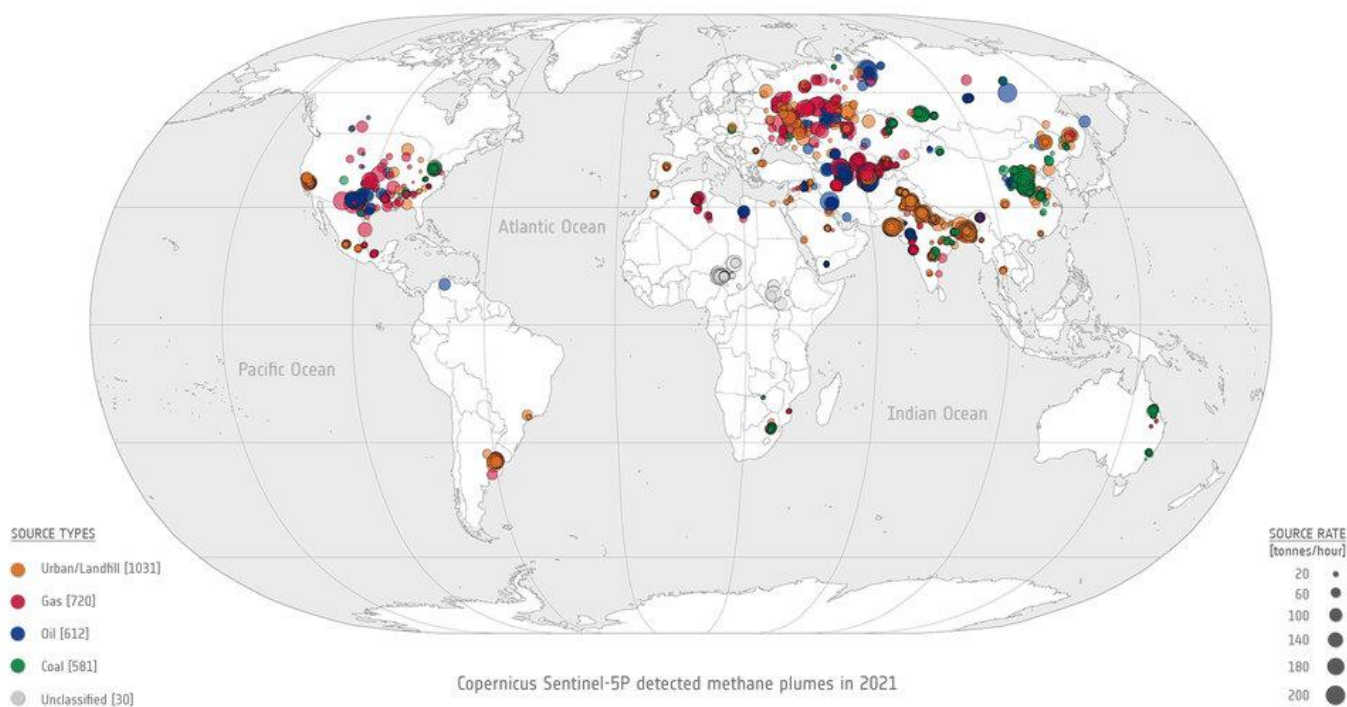 Atlantic Ocean
Pacific Ocean
Indian Ocean
SOURCE TYPES
Urban/Landfill [1031]
Gas [720]
Oil [612]
Coal [581]
Unclassified [30]
SOURCE RATE
[tonnes/hour]
20
60
100
140
180
200
Copernicus Sentinel-5P detected methane plumes in 2021